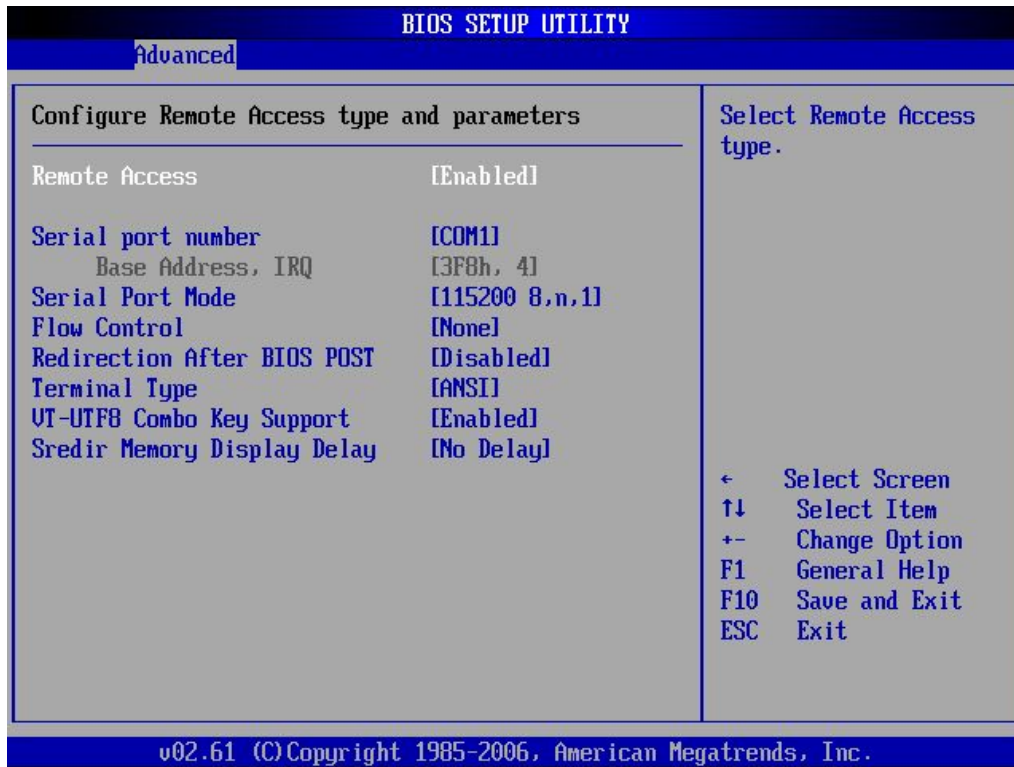 BIOS SETUP UTILITY
Advanced
Configure Remote Access type and parameters
Remote Access [Enabled]
Serial port number [COM1]
Base Address, IRQ [3F8h, 4]
Serial Port Mode [115200 8,n,1]
Flow Control [None]
Redirection After BIOS POST [Disabled]
Terminal Type [ANSI]
VT-UTF8 Combo Key Support [Enabled]
Sredir Memory Display Delay [No Delay]
Select Remote Access
type.
← Select Screen
↑↓ Select Item
+- Change Option
F1 General Help
F10 Save and Exit
ESC Exit
v02.61 (C)Copyright 1985-2006, American Megatrends, Inc.